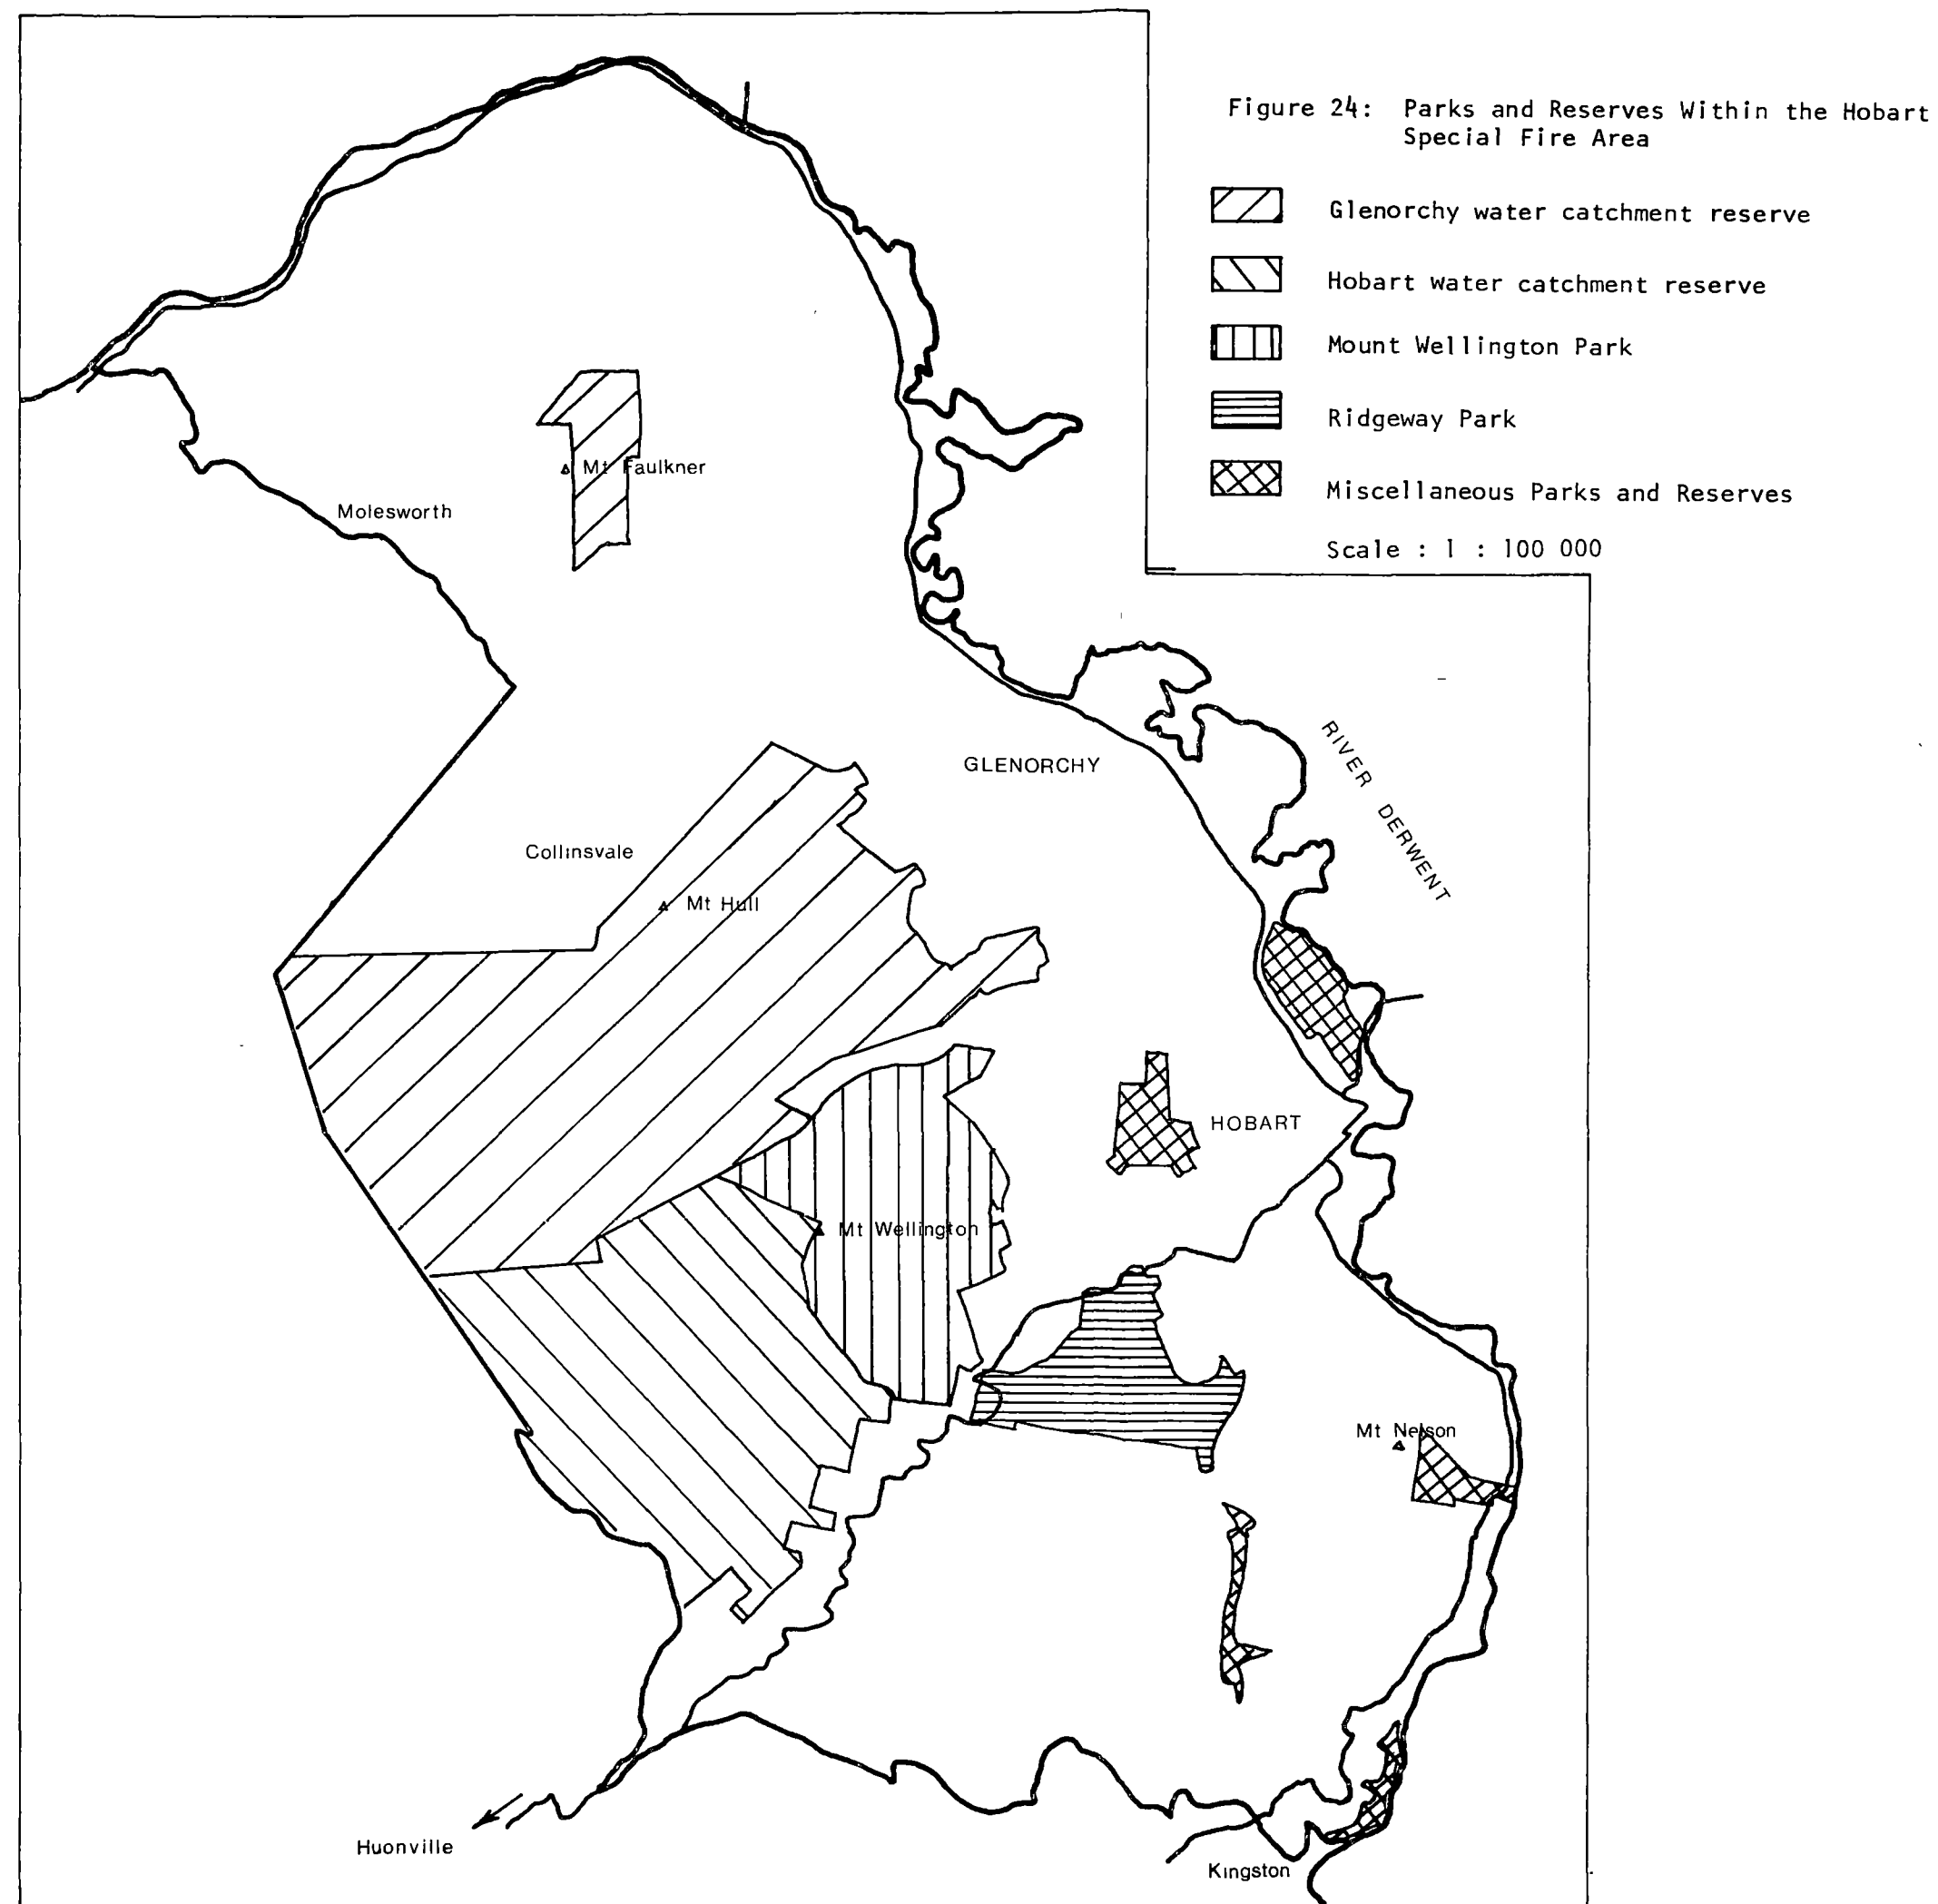 Figure 24: Parks and Reserves Within the Hobart
Special Fire Area
Glenorchy water catchment reserve
Hobart water catchment reserve
Mount Wellington Park
Ridgeway Park
Miscellaneous Parks and Reserves
Scale : 1 : 100 000
Mt Faulkner
Molesworth
GLENORCHY
RIVER DERWENT
Collinsvale
Mt Hull
HOBART
Mt Wellington
Mt Nelson
Huonville
Kingston